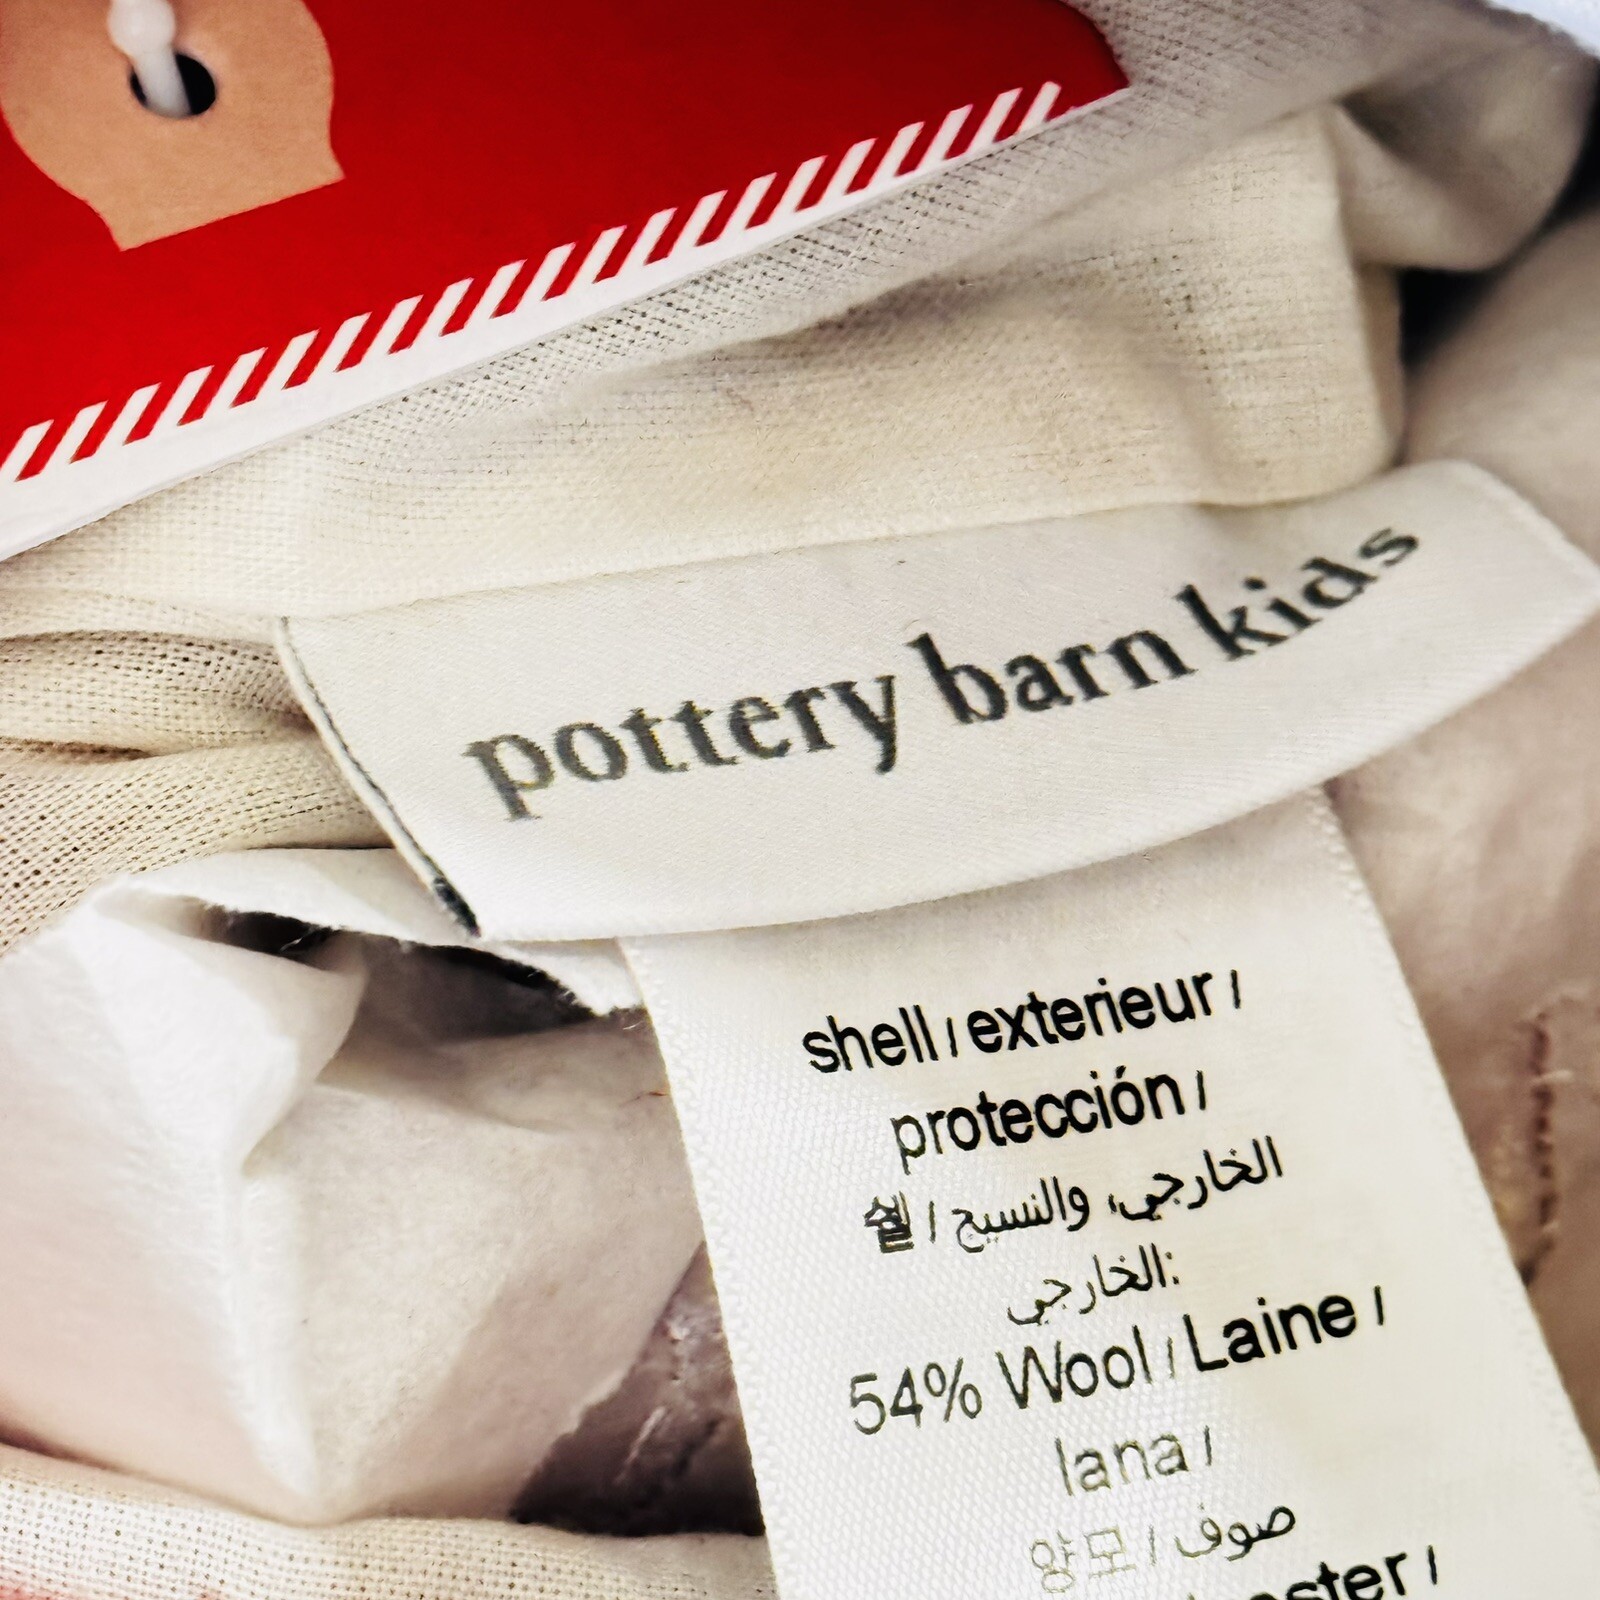 pottery barn kids
shell / exterieur /
protección /
쉘 / الخارجي، والنسيج
الخارجي:
54% Wool / Laine /
lana /
양모 / صوف